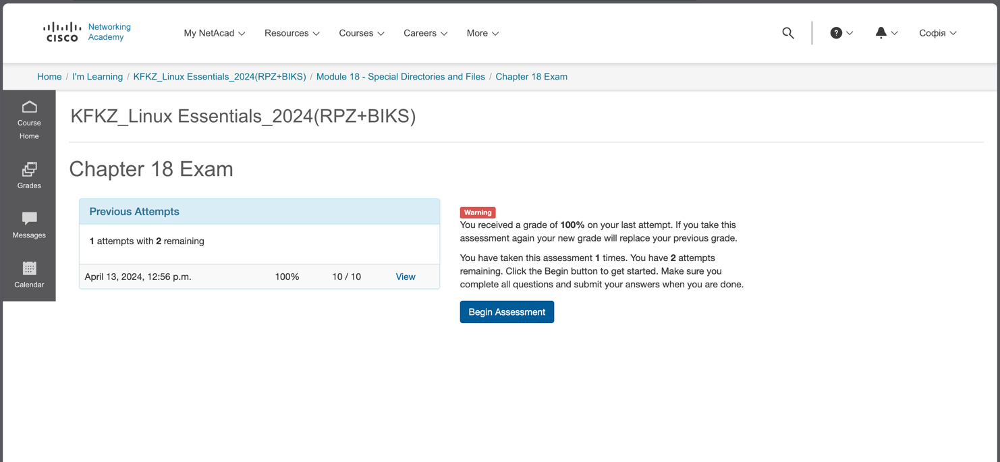 CISCO
Networking
Academy
My NetAcad
Resources
Courses
Careers
More
?
Софія
Home / I'm Learning / KFKZ_Linux Essentials_2024(RPZ+BIKS) / Module 18 - Special Directories and Files / Chapter 18 Exam
Course
Home
Grades
Messages
Calendar
KFKZ_Linux Essentials_2024(RPZ+BIKS)
Chapter 18 Exam
Previous Attempts
1 attempts with 2 remaining
April 13, 2024, 12:56 p.m. 100% 10 / 10 View
Warning
You received a grade of 100% on your last attempt. If you take this
assessment again your new grade will replace your previous grade.
You have taken this assessment 1 times. You have 2 attempts
remaining. Click the Begin button to get started. Make sure you
complete all questions and submit your answers when you are done.
Begin Assessment